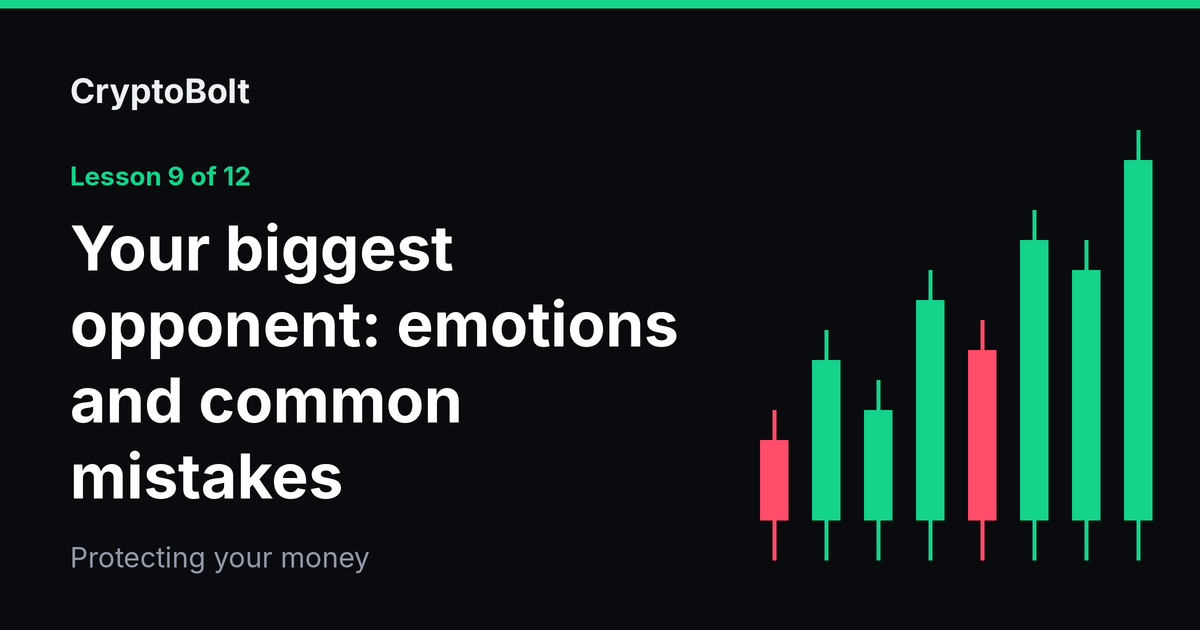 CryptoBolt
Lesson 9 of 12
Your biggest
opponent: emotions
and common
mistakes
Protecting your money